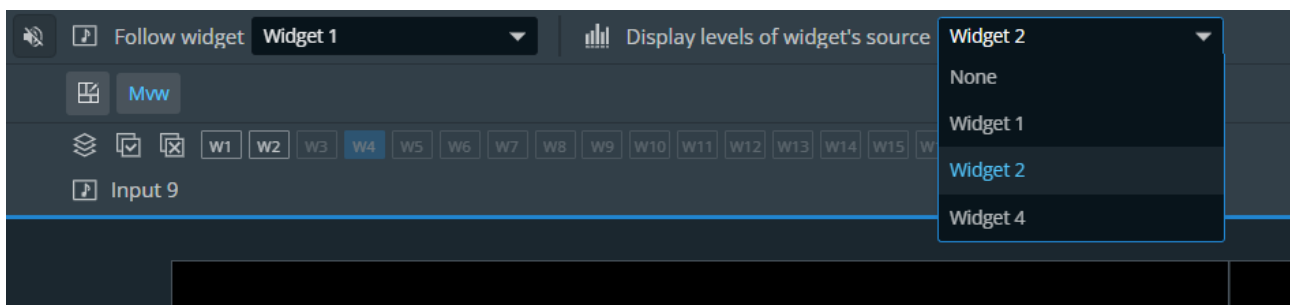 Follow widget Widget 1 Display levels of widget's source Widget 2
None
Mvw
Widget 1
W1 W2 W3 W4 W5 W6 W7 W8 W9 W10 W11 W12 W13 W14 W15
Widget 2
Input 9
Widget 4